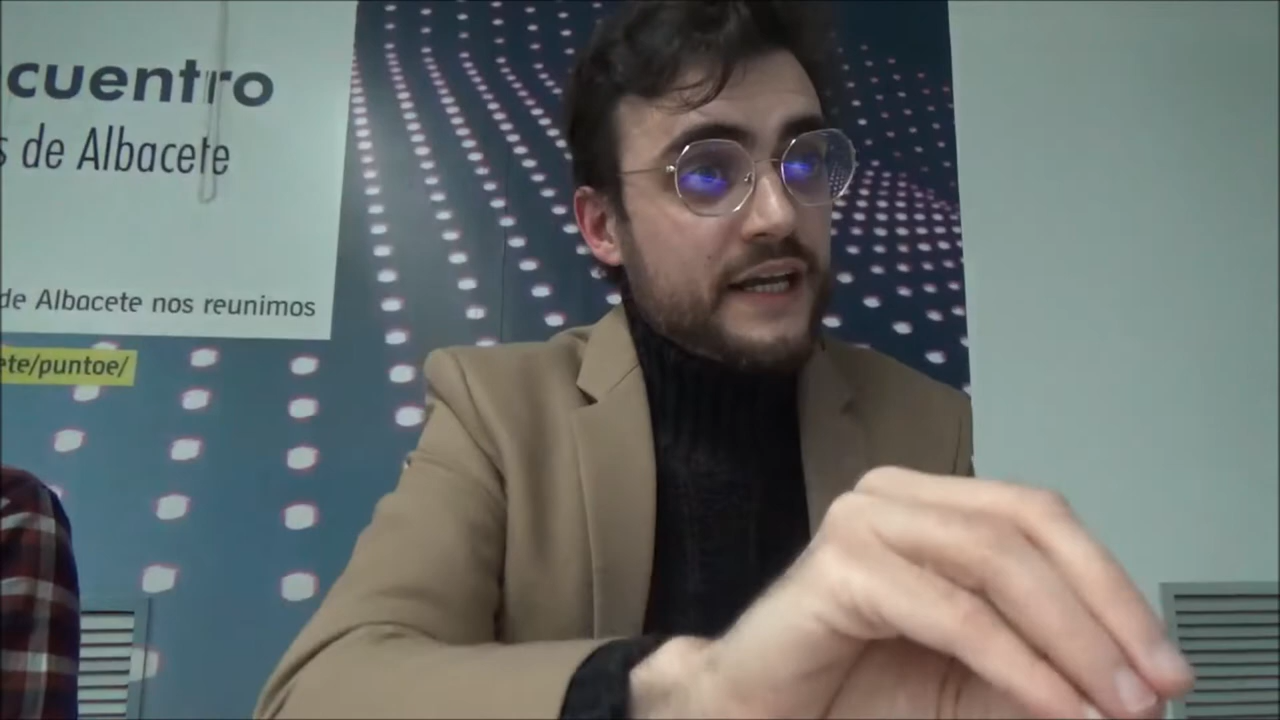 cuentro
s de Albacete
de Albacete nos reunimos
ete/puntoe/